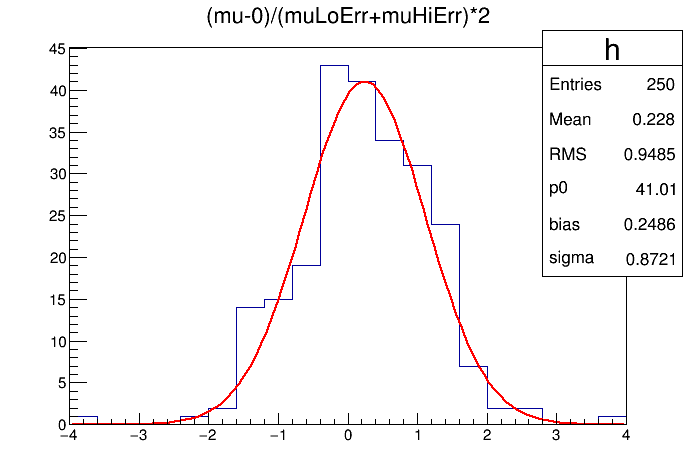 (mu-0)/(muLoErr+muHiErr)*2
h
Entries 250
Mean 0.228
RMS 0.9485
p0 41.01
bias 0.2486
sigma 0.8721
45
40
35
30
25
20
15
10
5
0
−4 −3 −2 −1 0 1 2 3 4